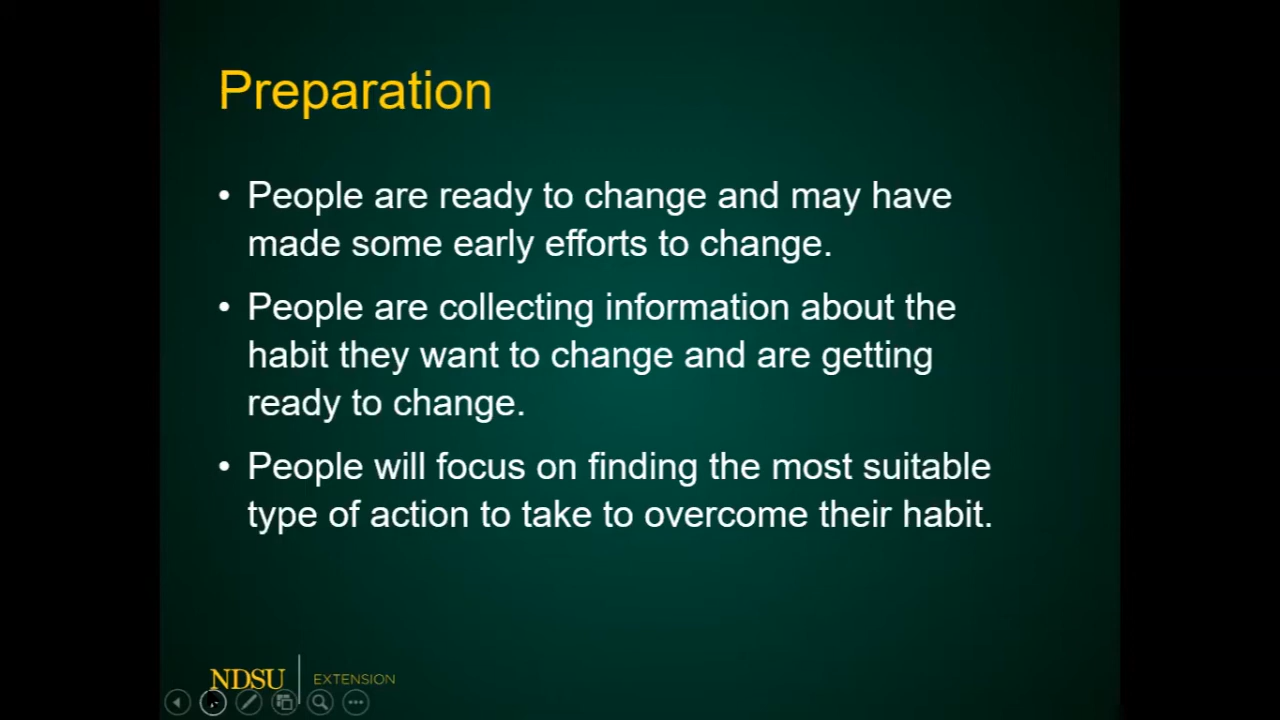 Preparation
• People are ready to change and may have
made some early efforts to change.
• People are collecting information about the
habit they want to change and are getting
ready to change.
• People will focus on finding the most suitable
type of action to take to overcome their habit.
NDSU | EXTENSION